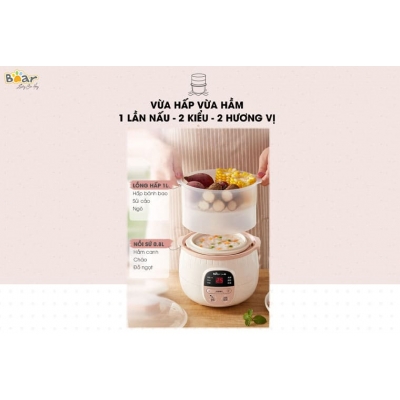 Bear
VỪA HẤP VỪA HẦM
1 LẦN NẤU - 2 KIỂU - 2 HƯƠNG VỊ
LỒNG HẤP 1L
Hấp bánh bao
Sủi cảo
Ngô
NỒI SỨ 0.8L
Hầm canh
Cháo
Đồ ngọt